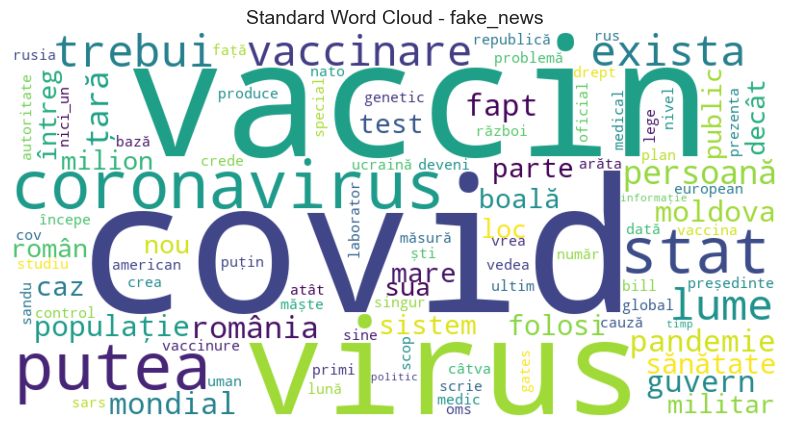 Standard Word Cloud - fake_news
rusia trebui față vaccinare republică problemă rus exista
vaccin
autoritate întreg nici_un țară bază produce special nato genetic test fapt război drept oficial medical public lege nivel prezenta decât
milion crede ucraină deveni parte arăta plan persoană
coronavirus boală european informație
covid
începe laborator măsură loc vrea dată moldova
cov român nou ști vedea număr vaccina stat
studiu american puțin
sandu caz crea atât mare sua ultim bill președinte
control măște singur global lume
populație românia sistem folosi cauză timp
vaccinure sine scop pandemie
putea virus
uman primi câtva gates sănătate
lună politic scrie guvern
sars mondial medic oms militar